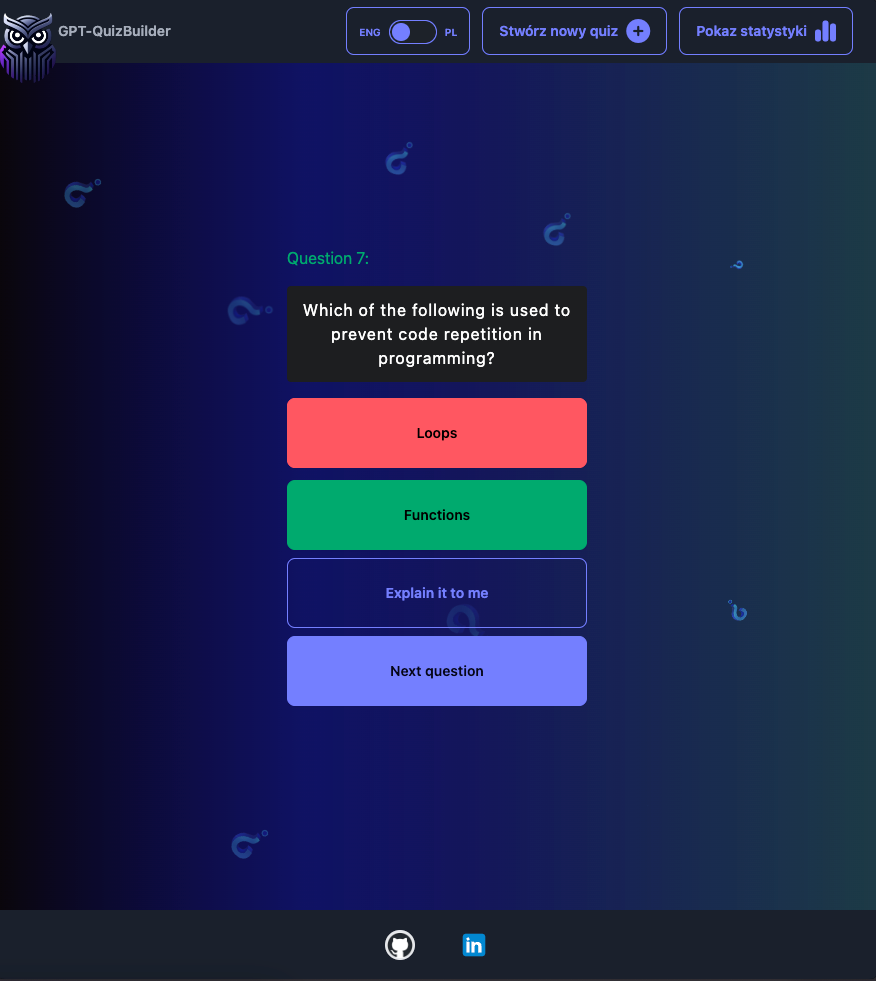 GPT-QuizBuilder
ENG
PL
Stwórz nowy quiz
Pokaz statystyki
Question 7:
Which of the following is used to
prevent code repetition in
programming?
Loops
Functions
Explain it to me
Next question
in